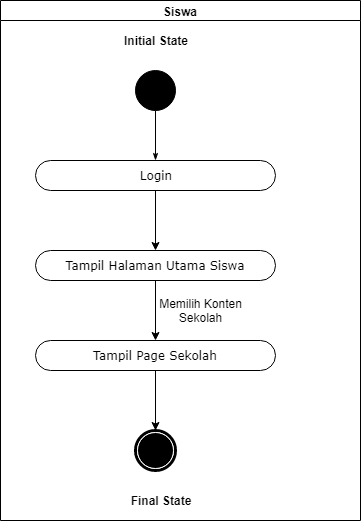 Siswa
Initial State
Login
Tampil Halaman Utama Siswa
Memilih Konten
Sekolah
Tampil Page Sekolah
Final State